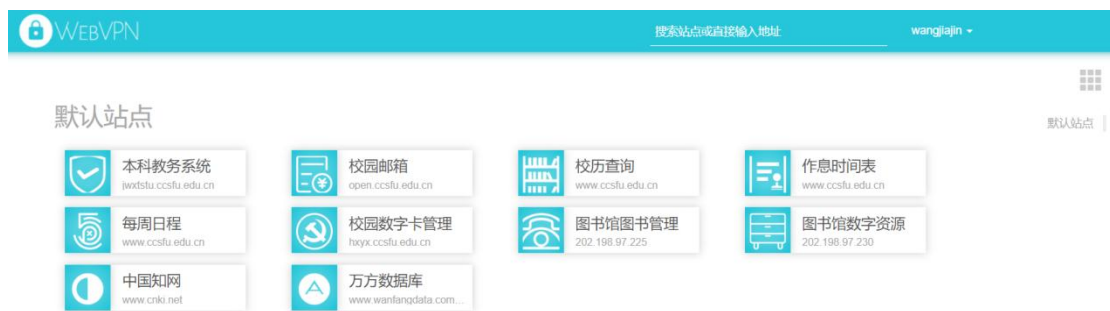 WEBVPN
搜索站点或直接输入地址
wangjiajin
默认站点
默认站点
本科教务系统
jwxtstu.ccsfu.edu.cn
校园邮箱
open.ccsfu.edu.cn
校历查询
www.ccsfu.edu.cn
作息时间表
www.ccsfu.edu.cn
每周日程
www.ccsfu.edu.cn
校园数字卡管理
hxyx.ccsfu.edu.cn
图书馆图书管理
202.198.97.225
图书馆数字资源
202.198.97.230
中国知网
www.cnki.net
万方数据库
www.wanfangdata.com...